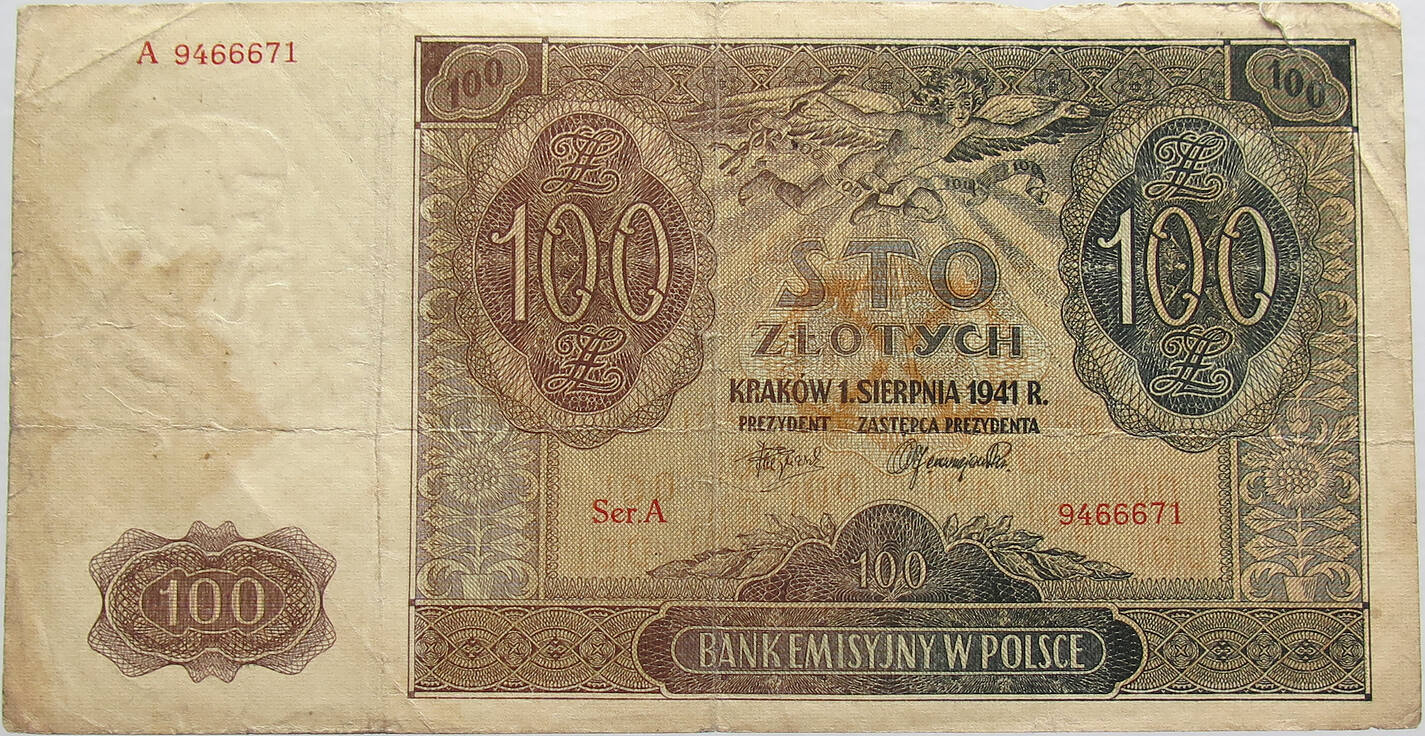 A 9466671
100
100
100
100
STO
ZŁOTYCH
KRAKÓW 1. SIERPNIA 1941 R.
PREZYDENT ZASTĘPCA PREZYDENTA
Ser. A
9466671
100
100
BANK EMISYJNY W POLSCE